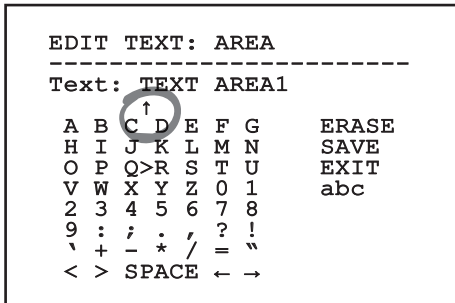 EDIT TEXT: AREA
------------------------
Text: TEXT AREA1
↑
A B C D E F G ERASE
H I J K L M N SAVE
O P Q>R S T U EXIT
V W X Y Z 0 1 abc
2 3 4 5 6 7 8
9 : ; . , ? !
‵ + − * / = ‶
< > SPACE ← →